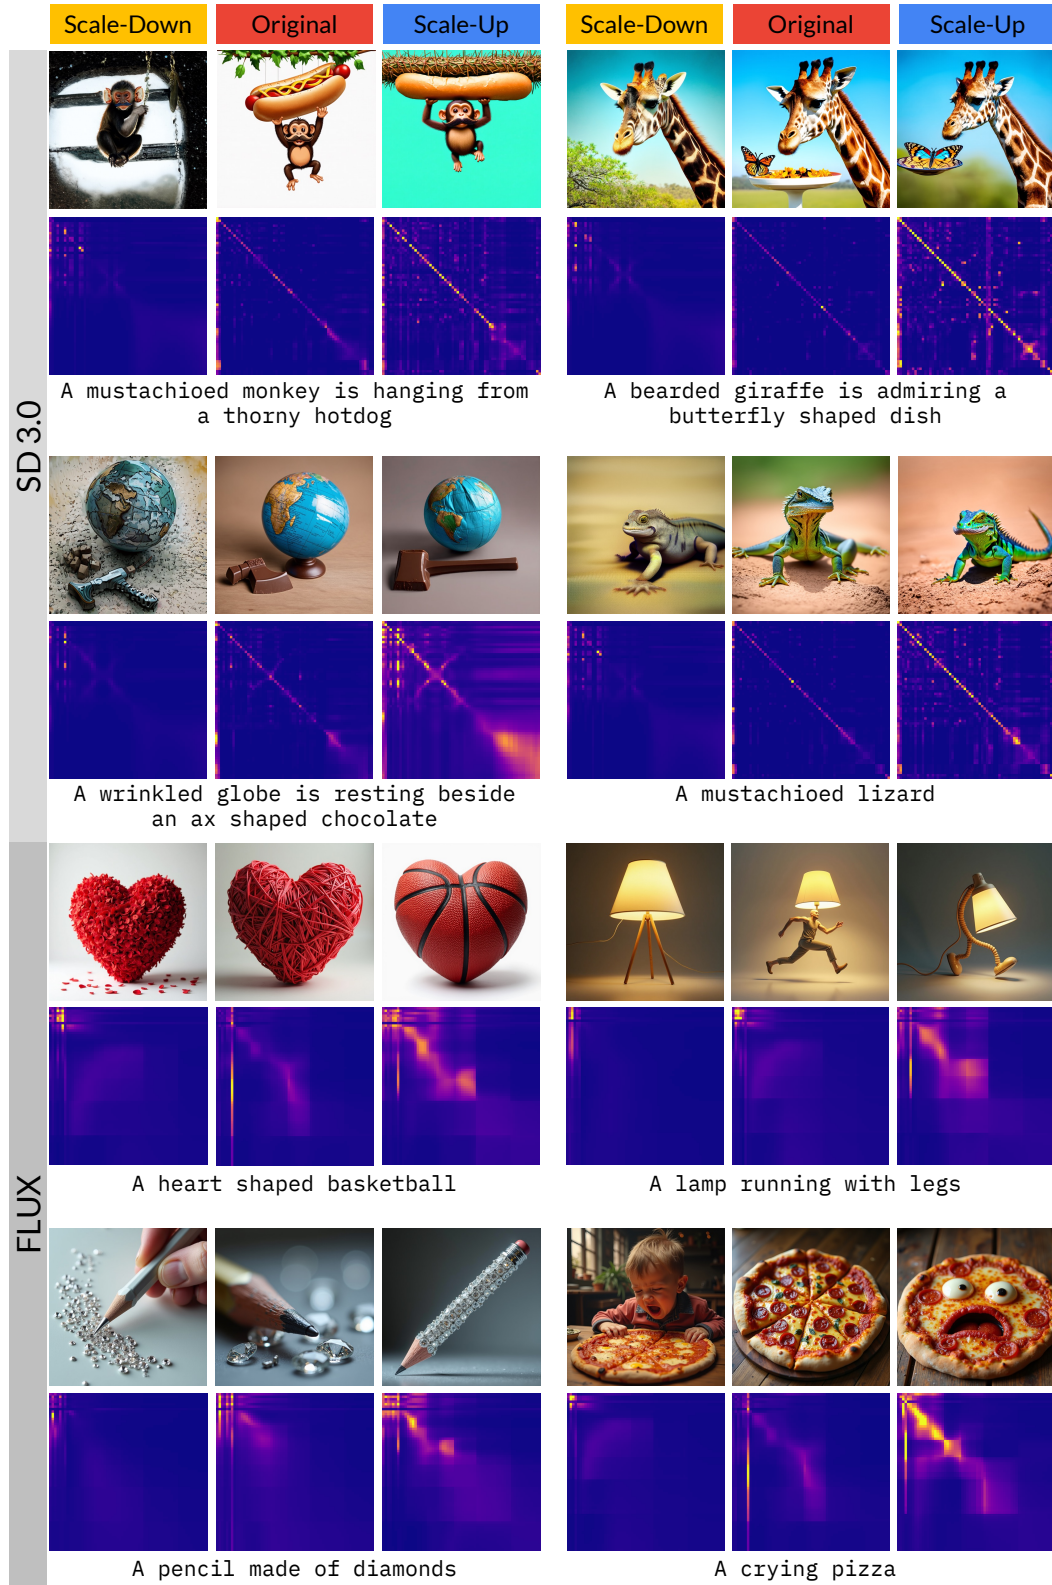 Scale-Down Original Scale-Up Scale-Down Original Scale-Up
SD 3.0
A mustachioed monkey is hanging from
a thorny hotdog
A bearded giraffe is admiring a
butterfly shaped dish
A wrinkled globe is resting beside
an ax shaped chocolate
A mustachioed lizard
FLUX
A heart shaped basketball
A lamp running with legs
A pencil made of diamonds
A crying pizza